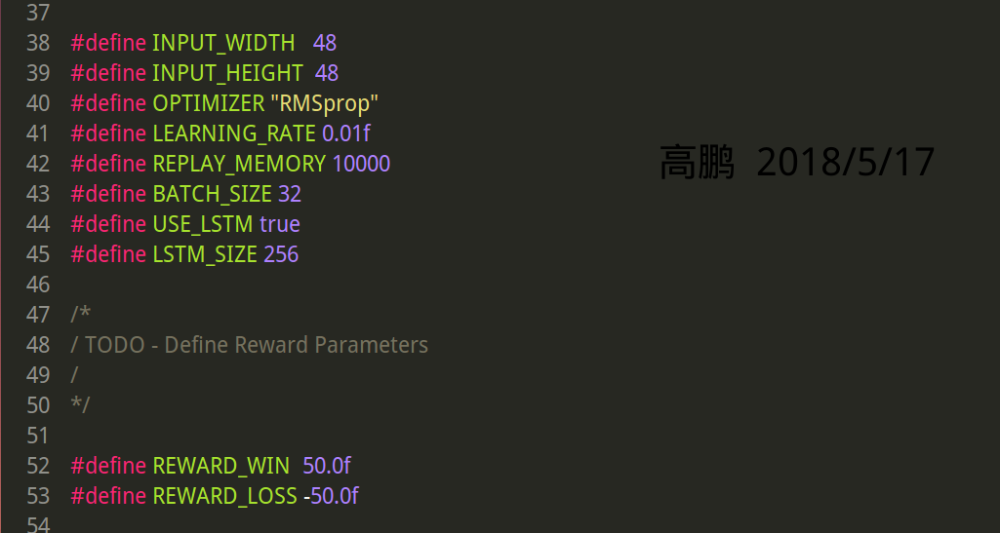 37
38 #define INPUT_WIDTH   48
39 #define INPUT_HEIGHT  48
40 #define OPTIMIZER "RMSprop"
41 #define LEARNING_RATE 0.01f
42 #define REPLAY_MEMORY 10000
高鹏  2018/5/17
43 #define BATCH_SIZE 32
44 #define USE_LSTM true
45 #define LSTM_SIZE 256
46
47 /*
48 / TODO - Define Reward Parameters
49 /
50 */
51
52 #define REWARD_WIN  50.0f
53 #define REWARD_LOSS -50.0f
54